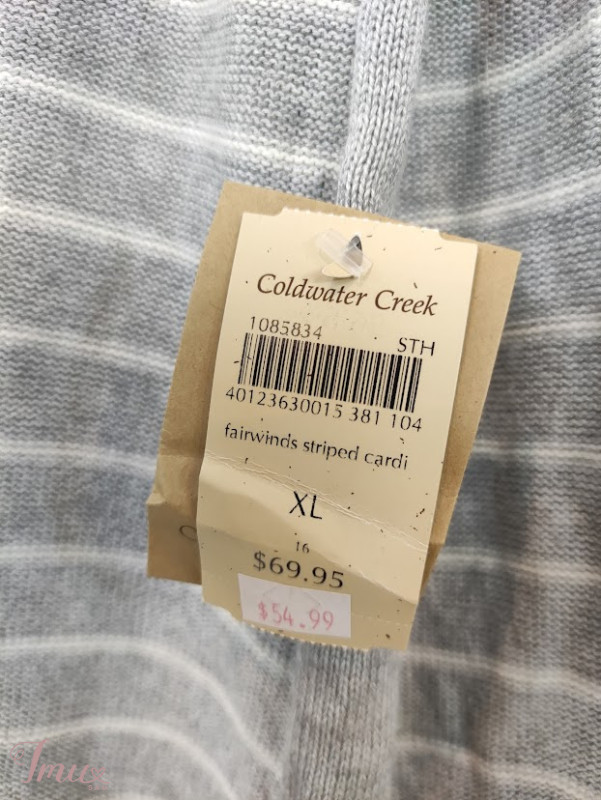 Coldwater Creek
1085834 STH
40123630015 381 104
fairwinds striped cardi
XL
16
$69.95
$54.99